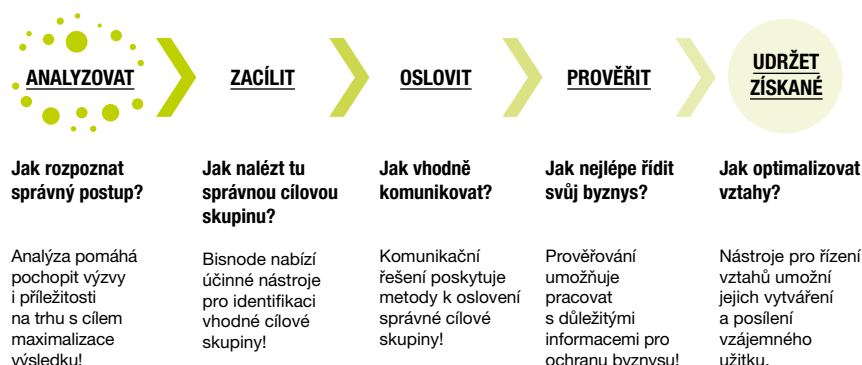 ANALYZOVAT
ZACÍLIT
OSLOVIT
PROVĚŘIT
UDRŽET
ZÍSKANÉ
Jak rozpoznat
správný postup?
Jak nalézt tu
správnou cílovou
skupinu?
Jak vhodně
komunikovat?
Jak nejlépe řídit
svůj byznys?
Jak optimalizovat
vztahy?
Analýza pomáhá
pochopit výzvy
i příležitosti
na trhu s cílem
maximalizace
výsledku!
Bisnode nabízí
účinné nástroje
pro identifikaci
vhodné cílové
skupiny!
Komunikační
řešení poskytuje
metody k oslovení
správné cílové
skupiny!
Prověřování
umožňuje
pracovat
s důležitými
informacemi pro
ochranu byznysu!
Nástroje pro řízení
vztahů umožní
jejich vytváření
a posílení
vzájemného
užitku.